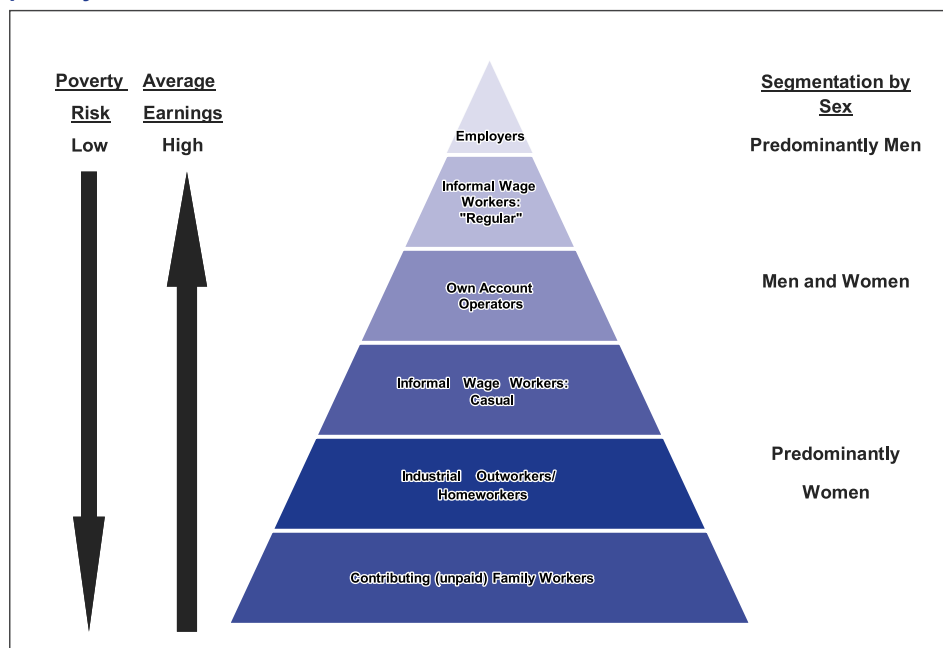 Poverty Risk
Low
Average Earnings
High
Employers
Informal Wage
Workers:
"Regular"
Own Account
Operators
Informal Wage Workers:
Casual
Industrial Outworkers/
Homeworkers
Contributing (unpaid) Family Workers
Segmentation by
Sex
Predominantly Men
Men and Women
Predominantly
Women